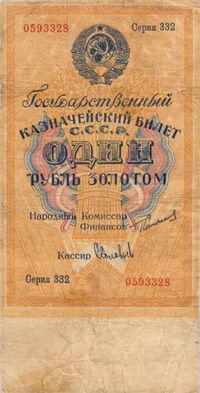 0593328 Серия 332
Государственный
КАЗНАЧЕЙСКИЙ БИЛЕТ
С.С.С.Р.
ОДИН
РУБЛЬ ЗОЛОТОМ
Народный Комиссар
Финансов
Кассир
Серия 332 0593328